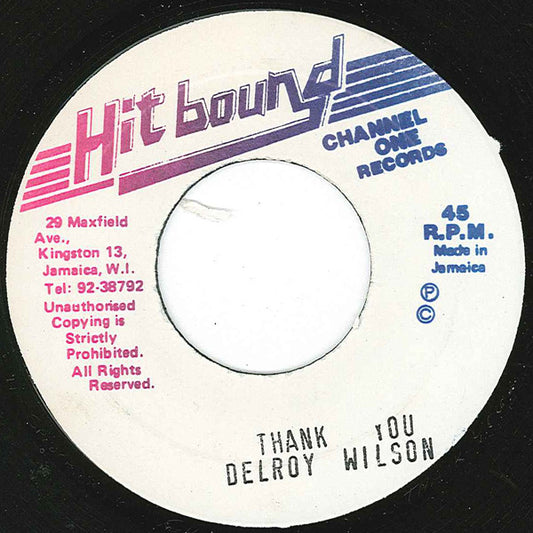 Hit bound
CHANNEL
ONE
RECORDS
29 Maxfield
Ave.,
Kingston 13,
Jamaica, W.I.
Tel: 92-38792
Unauthorised
Copying is
Strictly
Prohibited.
All Rights
Reserved.
45
R.P.M.
Made in
Jamaica
Ⓟ
©
THANK YOU
DELROY WILSON